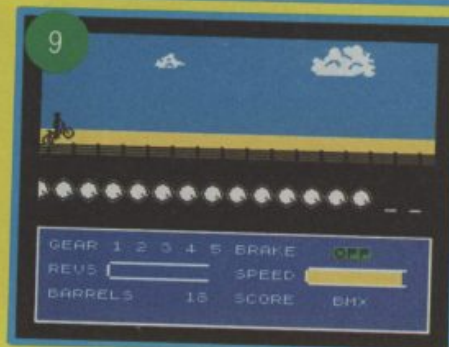 9
GEAR 1 2 3 4 5 BRAKE OFF
REVS SPEED
BARRELS 18 SCORE BMX